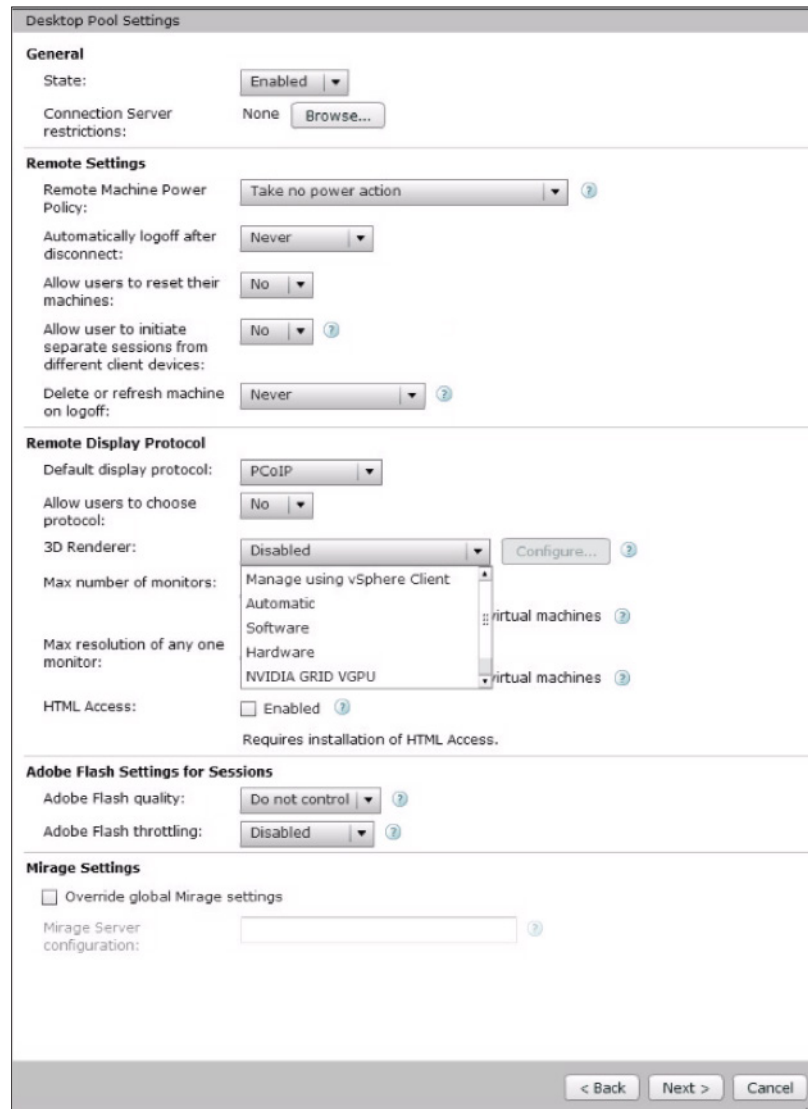 Desktop Pool Settings
General
State:
Enabled
Connection Server
restrictions:
None
Browse...
Remote Settings
Remote Machine Power
Policy:
Take no power action
Automatically logoff after
disconnect:
Never
Allow users to reset their
machines:
No
Allow user to initiate
separate sessions from
different client devices:
No
Delete or refresh machine
on logoff:
Never
Remote Display Protocol
Default display protocol:
PCoIP
Allow users to choose
protocol:
No
3D Renderer:
Disabled
Configure...
Manage using vSphere Client
Automatic
Software
Hardware
NVIDIA GRID VGPU
Max number of monitors:
virtual machines
Max resolution of any one
monitor:
virtual machines
HTML Access:
Enabled
Requires installation of HTML Access.
Adobe Flash Settings for Sessions
Adobe Flash quality:
Do not control
Adobe Flash throttling:
Disabled
Mirage Settings
Override global Mirage settings
Mirage Server
configuration:
< Back
Next >
Cancel